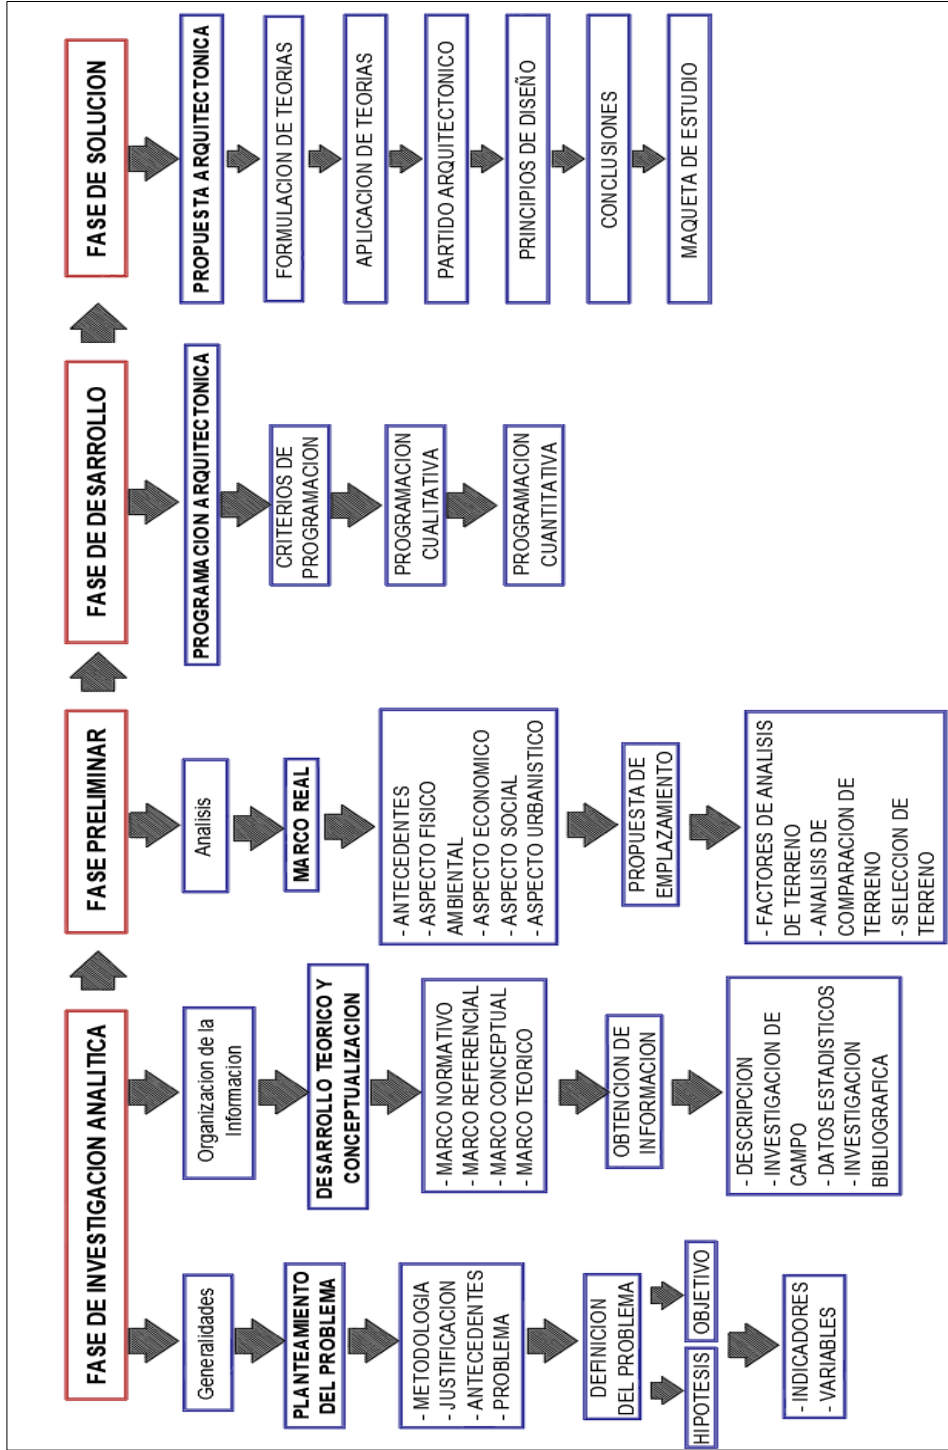 FASE DE INVESTIGACION ANALITICA
Generalidades
PLANTEAMIENTO
DEL PROBLEMA
- METODOLOGIA
- JUSTIFICACION
- ANTECEDENTES
- PROBLEMA
DEFINICION
DEL PROBLEMA
HIPOTESIS
OBJETIVO
- INDICADORES
- VARIABLES
Organizacion de la
Informacion
DESARROLLO TEORICO Y
CONCEPTUALIZACION
- MARCO NORMATIVO
- MARCO REFERENCIAL
- MARCO CONCEPTUAL
- MARCO TEORICO
OBTENCION DE
INFORMACION
- DESCRIPCION
- INVESTIGACION DE
CAMPO
- DATOS ESTADISTICOS
- INVESTIGACION
BIBLIOGRAFICA
FASE PRELIMINAR
Analisis
MARCO REAL
- ANTECEDENTES
- ASPECTO FISICO
AMBIENTAL
- ASPECTO ECONOMICO
- ASPECTO SOCIAL
- ASPECTO URBANISTICO
PROPUESTA DE
EMPLAZAMIENTO
- FACTORES DE ANALISIS
DE TERRENO
- ANALISIS DE
COMPARACION DE
TERRENO
- SELECCION DE
TERRENO
FASE DE DESARROLLO
PROGRAMACION ARQUITECTONICA
CRITERIOS DE
PROGRAMACION
PROGRAMACION
CUALITATIVA
PROGRAMACION
CUANTITATIVA
FASE DE SOLUCION
PROPUESTA ARQUITECTONICA
FORMULACION DE TEORIAS
APLICACION DE TEORIAS
PARTIDO ARQUITECTONICO
PRINCIPIOS DE DISEÑO
CONCLUSIONES
MAQUETA DE ESTUDIO